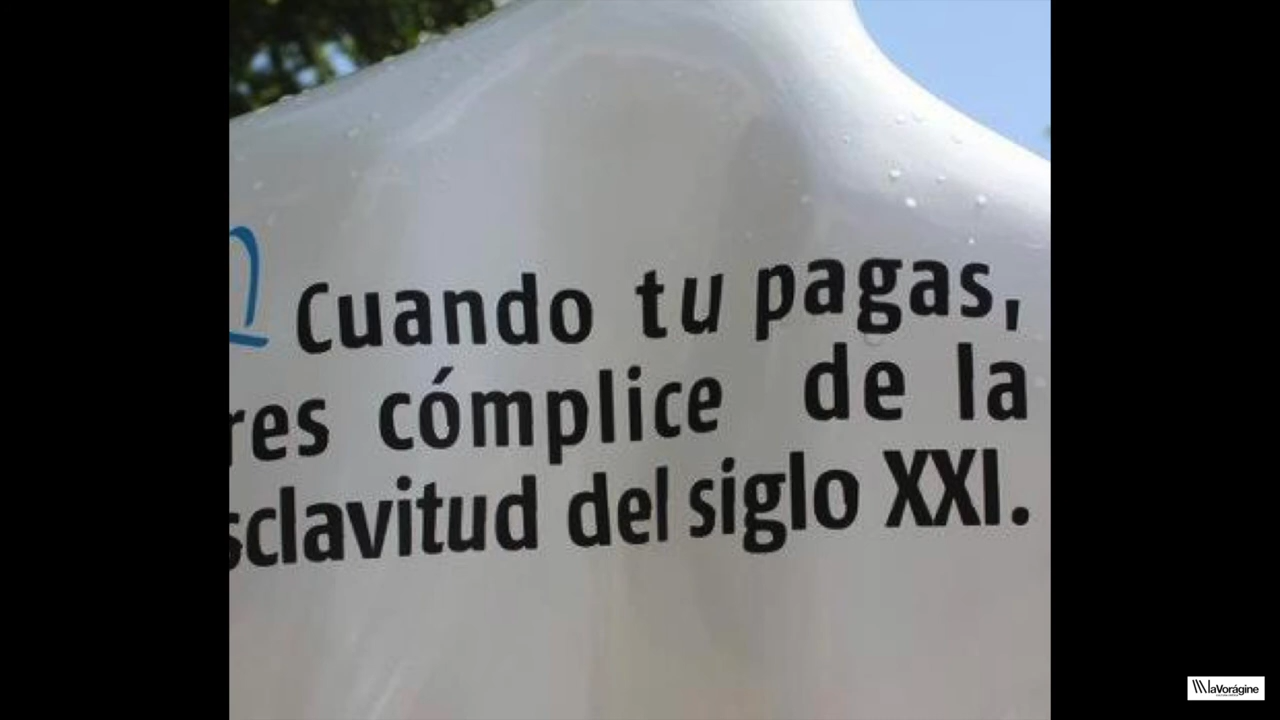 Cuando tu pagas,
res cómplice de la
sclavitud del siglo XXI.
laVorágine